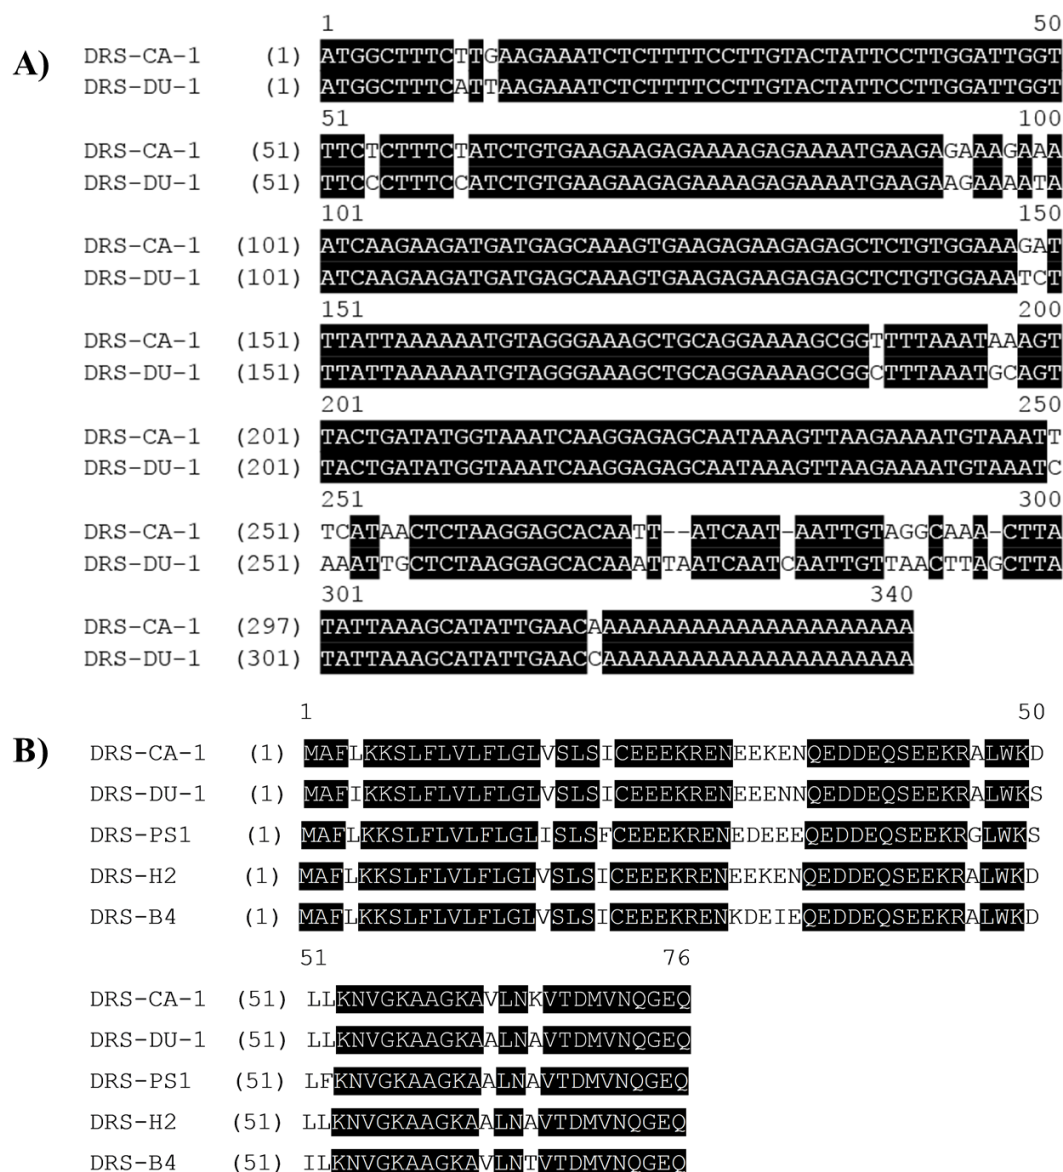 A)
1 50
DRS-CA-1 (1) ATGGCTTTCTTGAAGAAATCTCTTTTCCTTGTACTATTCCTTGGATTGGT
DRS-DU-1 (1) ATGGCTTTCATTAAGAAATCTCTTTTCCTTGTACTATTCCTTGGATTGGT
51 100
DRS-CA-1 (51) TTCTCTTTCTATCTGTGAAGAAGAGAAAAGAGAAAATGAAGAGAAAGAAA
DRS-DU-1 (51) TTCCCTTTCCATCTGTGAAGAAGAGAAAAGAGAAAATGAAGAAGAAAATA
101 150
DRS-CA-1 (101) ATCAAGAAGATGATGAGCAAAGTGAAGAGAAGAGAGCTCTGTGGAAAGAT
DRS-DU-1 (101) ATCAAGAAGATGATGAGCAAAGTGAAGAGAAGAGAGCTCTGTGGAAATCT
151 200
DRS-CA-1 (151) TTATTAAAAAATGTAGGGAAAGCTGCAGGAAAAGCGGTTTTAAATAAAGT
DRS-DU-1 (151) TTATTAAAAAATGTAGGGAAAGCTGCAGGAAAAGCGGCTTTAAATGCAGT
201 250
DRS-CA-1 (201) TACTGATATGGTAAATCAAGGAGAGCAATAAAGTTAAGAAAATGTAAATT
DRS-DU-1 (201) TACTGATATGGTAAATCAAGGAGAGCAATAAAGTTAAGAAAATGTAAATC
251 300
DRS-CA-1 (251) TCATAACTCTAAGGAGCACAATT--ATCAAT-AATTGTAGGCAAA-CTTA
DRS-DU-1 (251) AAATTGCTCTAAGGAGCACAAATTAATCAATCAATTGTTAACTTAGCTTA
301 340
DRS-CA-1 (297) TATTAAAGCATATTGAACAAAAAAAAAAAAAAAAAAAAAA
DRS-DU-1 (301) TATTAAAGCATATTGAACCAAAAAAAAAAAAAAAAAAAAA
1 50
B)
DRS-CA-1 (1) MAFLKKSLFLVLFLGLVSLSICEEEKRENEEKENQEDDEQSEEKRALWKD
DRS-DU-1 (1) MAFIKKSLFLVLFLGLVSLSICEEEKRENEEENNQEDDEQSEEKRALWKS
DRS-PS1 (1) MAFLKKSLFLVLFLGLISLSFCEEEKRENEDEEEQEDDEQSEEKRGLWKS
DRS-H2 (1) MAFLKKSLFLVLFLGLVSLSICEEEKRENEEKENQEDDEQSEEKRALWKD
DRS-B4 (1) MAFLKKSLFLVLFLGLVSLSICEEEKRENKDEIEQEDDEQSEEKRALWKD
51 76
DRS-CA-1 (51) LLKNVGKAAGKAVLNKVTDMVNQGEQ
DRS-DU-1 (51) LLKNVGKAAGKAALNAVTDMVNQGEQ
DRS-PS1 (51) LFKNVGKAAGKAALNAVTDMVNQGEQ
DRS-H2 (51) LLKNVGKAAGKAALNAVTDMVNQGEQ
DRS-B4 (51) ILKNVGKAAGKAVLNTVTDMVNQGEQ